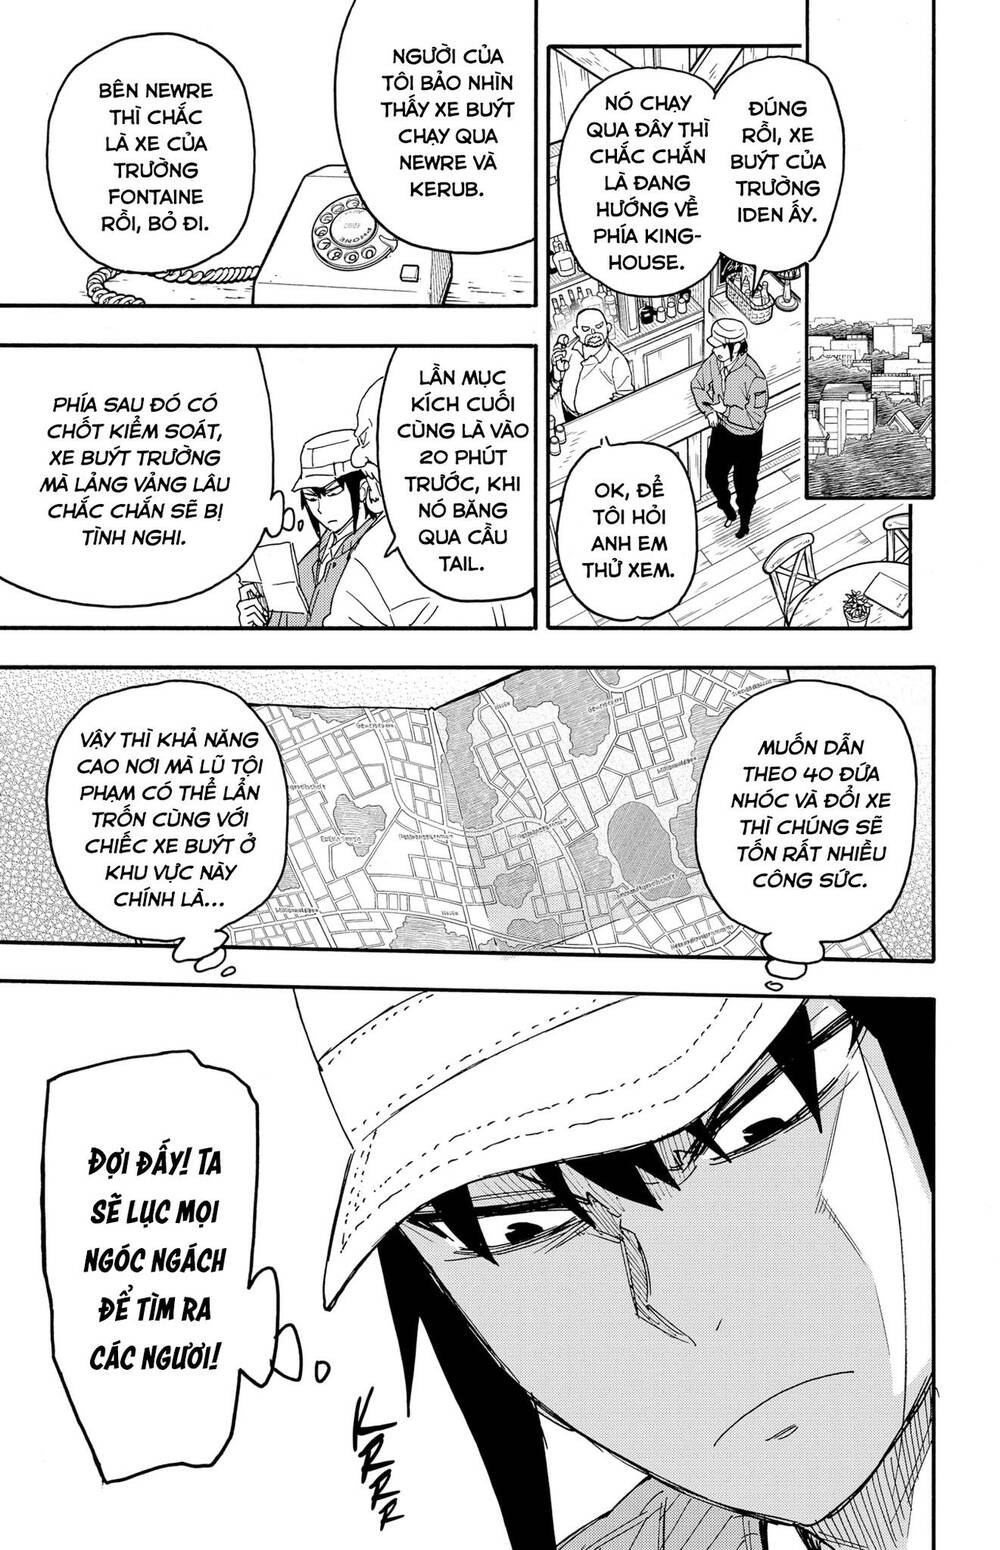 ĐÚNG
RỒI, XE
BUÝT CỦA
TRƯỜNG
IDEN ẤY.
NÓ CHẠY
QUA ĐÂY THÌ
CHẮC CHẮN
LÀ ĐANG
HƯỚNG VỀ
PHÍA KING-
HOUSE.
OK, ĐỂ
TÔI HỎI
ANH EM
THỬ XEM.
NGƯỜI CỦA
TÔI BẢO NHÌN
THẤY XE BUÝT
CHẠY QUA
NEWRE VÀ
KERUB.
BÊN NEWRE
THÌ CHẮC
LÀ XE CỦA
TRƯỜNG
FONTAINE
RỒI, BỎ ĐI.
PHONE
LẦN MỤC
KÍCH CUỐI
CÙNG LÀ VÀO
20 PHÚT
TRƯỚC, KHI
NÓ BĂNG
QUA CẦU
TAIL.
PHÍA SAU ĐÓ CÓ
CHỐT KIỂM SOÁT,
XE BUÝT TRƯỜNG
MÀ LẢNG VẢNG LÂU
CHẮC CHẮN SẼ BỊ
TÌNH NGHI.
MUỐN DẪN
THEO 40 ĐỨA
NHÓC VÀ ĐỔI XE
THÌ CHÚNG SẼ
TỐN RẤT NHIỀU
CÔNG SỨC.
VẬY THÌ KHẢ NĂNG
CAO NƠI MÀ LŨ TỘI
PHẠM CÓ THỂ LẨN
TRỐN CÙNG VỚI
CHIẾC XE BUÝT Ở
KHU VỰC NÀY
CHÍNH LÀ...
ĐỢI ĐẤY! TA
SẼ LỤC MỌI
NGÓC NGÁCH
ĐỂ TÌM RA
CÁC NGƯƠI!
KRRR